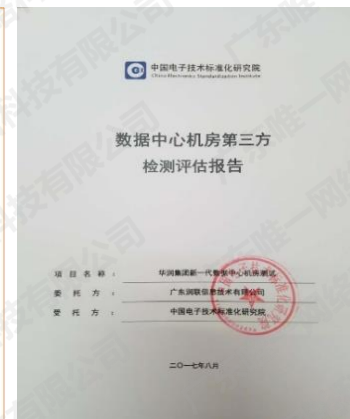 中国电子技术标准化研究院
China Electronics Standardization Institute
数据中心机房第三方
检测评估报告
项目名称: 华润集团新一代数据中心机房测试
委托方: 广东润联信息技术有限公司
受托方: 中国电子技术标准化研究院
二〇一七年八月